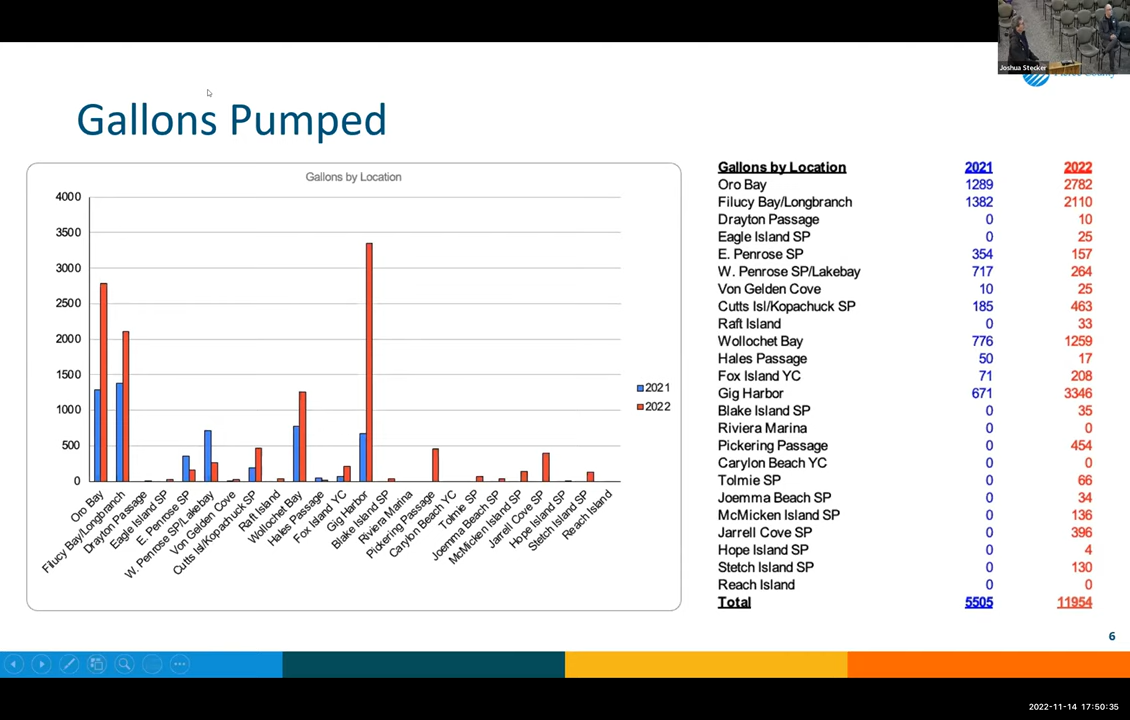 Joshua Stecker
Gallons Pumped
Gallons by Location
4000
3500
3000
2500
2000
1500
1000
500
0
Oro Bay
Filucy Bay/Longbranch
Drayton Passage
Eagle Island SP
E. Penrose SP
W. Penrose SP/Lakebay
Von Gelden Cove
Cutts Isl/Kopachuck SP
Raft Island
Wollochet Bay
Hales Passage
Fox Island YC
Gig Harbor
Blake Island SP
Riviera Marina
Pickering Passage
Carylon Beach YC
Tolmie SP
Joemma Beach SP
McMicken Island SP
Jarrell Cove SP
Hope Island SP
Stetch Island SP
Reach Island
2021
2022
Gallons by Location 2021 2022
Oro Bay 1289 2782
Filucy Bay/Longbranch 1382 2110
Drayton Passage 0 10
Eagle Island SP 0 25
E. Penrose SP 354 157
W. Penrose SP/Lakebay 717 264
Von Gelden Cove 10 25
Cutts Isl/Kopachuck SP 185 463
Raft Island 0 33
Wollochet Bay 776 1259
Hales Passage 50 17
Fox Island YC 71 208
Gig Harbor 671 3346
Blake Island SP 0 35
Riviera Marina 0 0
Pickering Passage 0 454
Carylon Beach YC 0 0
Tolmie SP 0 66
Joemma Beach SP 0 34
McMicken Island SP 0 136
Jarrell Cove SP 0 396
Hope Island SP 0 4
Stetch Island SP 0 130
Reach Island 0 0
Total 5505 11954
6
2022-11-14 17:50:35